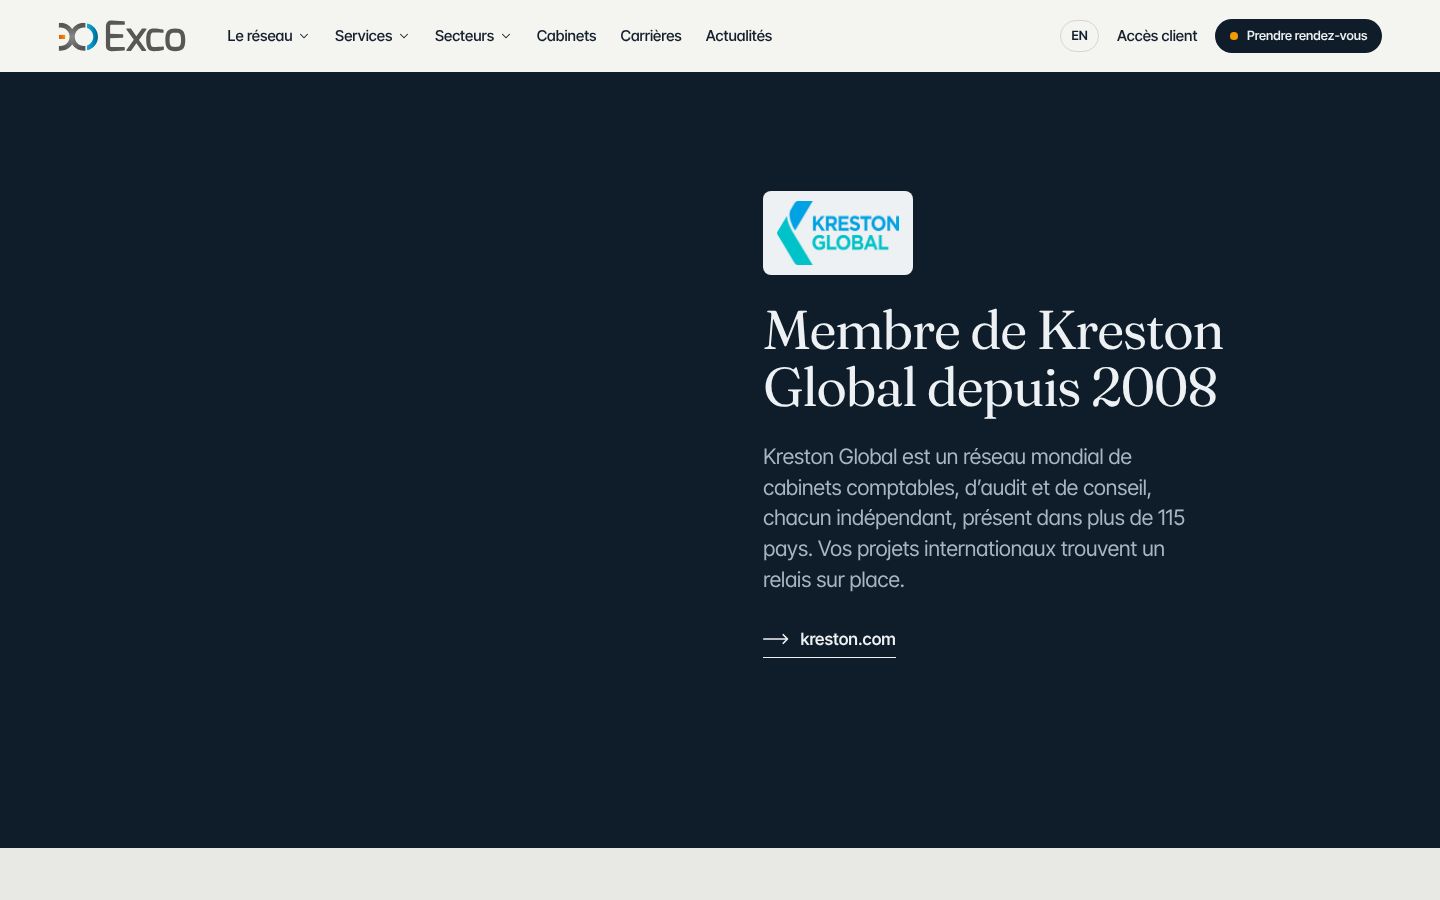 Exco
Le réseau
Services
Secteurs
Cabinets
Carrières
Actualités
EN
Accès client
Prendre rendez-vous
KRESTON
GLOBAL
Membre de Kreston
Global depuis 2008
Kreston Global est un réseau mondial de
cabinets comptables, d’audit et de conseil,
chacun indépendant, présent dans plus de 115
pays. Vos projets internationaux trouvent un
relais sur place.
kreston.com